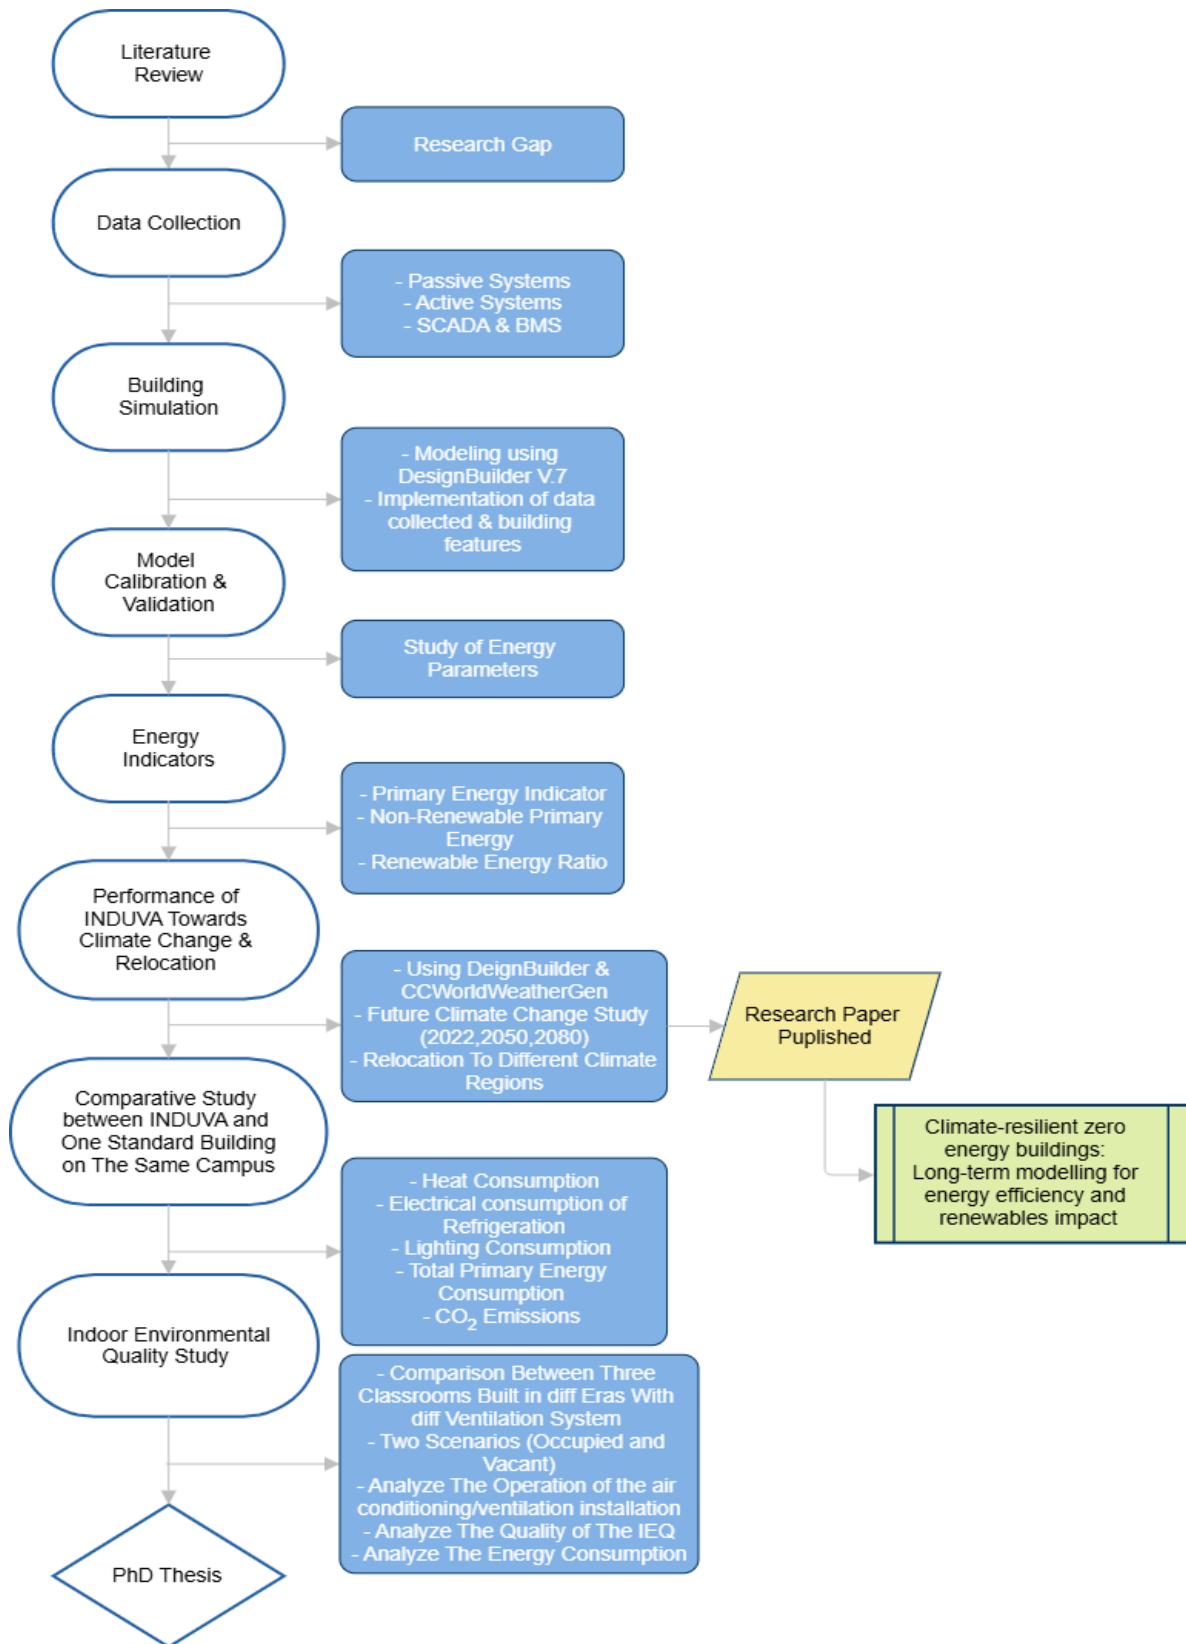 Literature
Review
Research Gap
Data Collection
- Passive Systems
- Active Systems
- SCADA & BMS
Building
Simulation
- Modeling using
DesignBuilder V.7
- Implementation of data
collected & building
features
Model
Calibration &
Validation
Study of Energy
Parameters
Energy
Indicators
- Primary Energy Indicator
- Non-Renewable Primary
Energy
- Renewable Energy Ratio
Performance of
INDUVA Towards
Climate Change &
Relocation
- Using DeignBuilder &
CCWorldWeatherGen
- Future Climate Change Study
(2022,2050,2080)
- Relocation To Different Climate
Regions
Research Paper
Puplished
Climate-resilient zero
energy buildings:
Long-term modelling for
energy efficiency and
renewables impact
Comparative Study
between INDUVA and
One Standard Building
on The Same Campus
- Heat Consumption
- Electrical consumption of
Refrigeration
- Lighting Consumption
- Total Primary Energy
Consumption
- CO₂ Emissions
Indoor Environmental
Quality Study
- Comparison Between Three
Classrooms Built in diff Eras With
diff Ventilation System
- Two Scenarios (Occupied and
Vacant)
- Analyze The Operation of the air
conditioning/ventilation installation
- Analyze The Quality of The IEQ
- Analyze The Energy Consumption
PhD Thesis